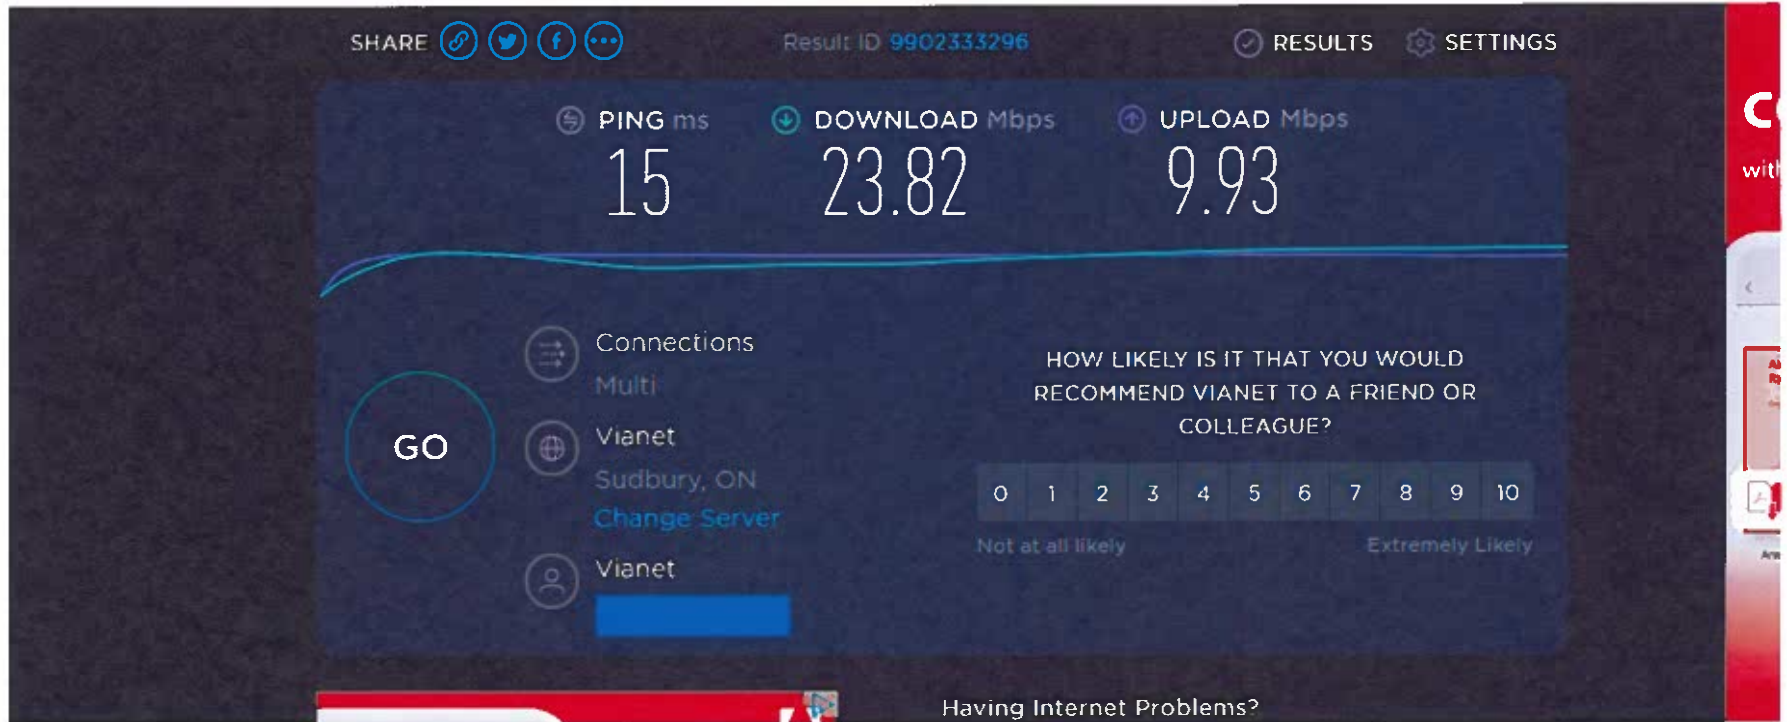 SHARE Result ID 9902333296 RESULTS SETTINGS
PING ms DOWNLOAD Mbps UPLOAD Mbps
15 23.82 9.93
Connections
Multi
Vianet
Sudbury, ON
Change Server
Vianet
HOW LIKELY IS IT THAT YOU WOULD
RECOMMEND VIANET TO A FRIEND OR
COLLEAGUE?
0 1 2 3 4 5 6 7 8 9 10
Not at all likely Extremely Likely
GO
Having Internet Problems?